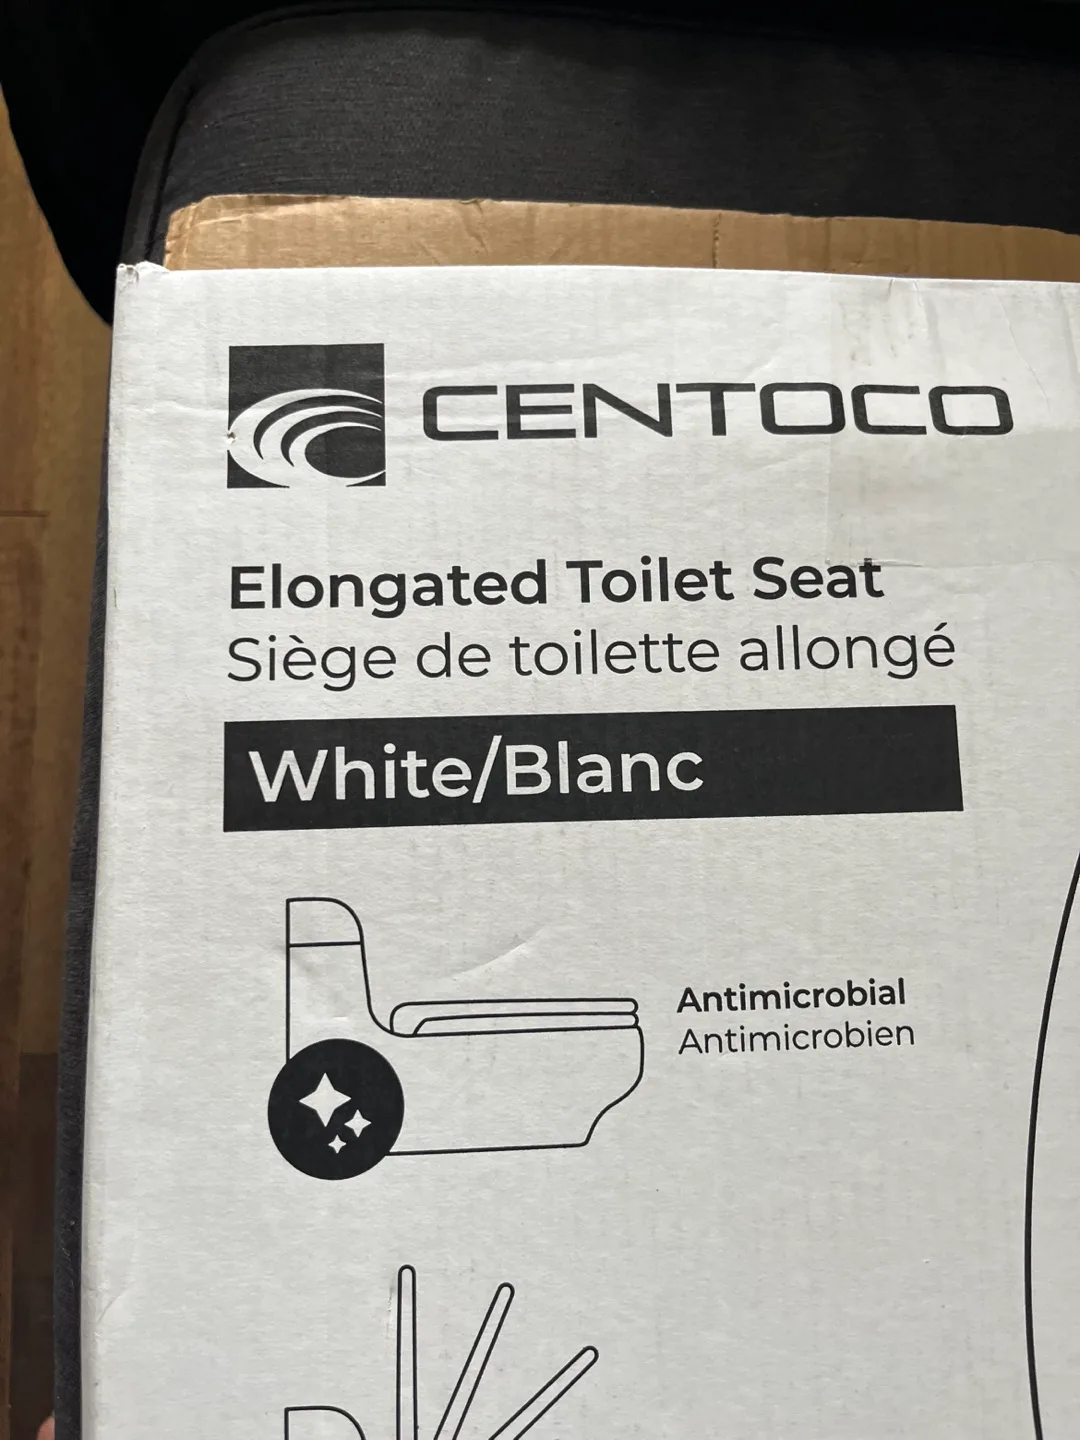 CENTOCO
Elongated Toilet Seat
Siège de toilette allongé
White/Blanc
Antimicrobial
Antimicrobien